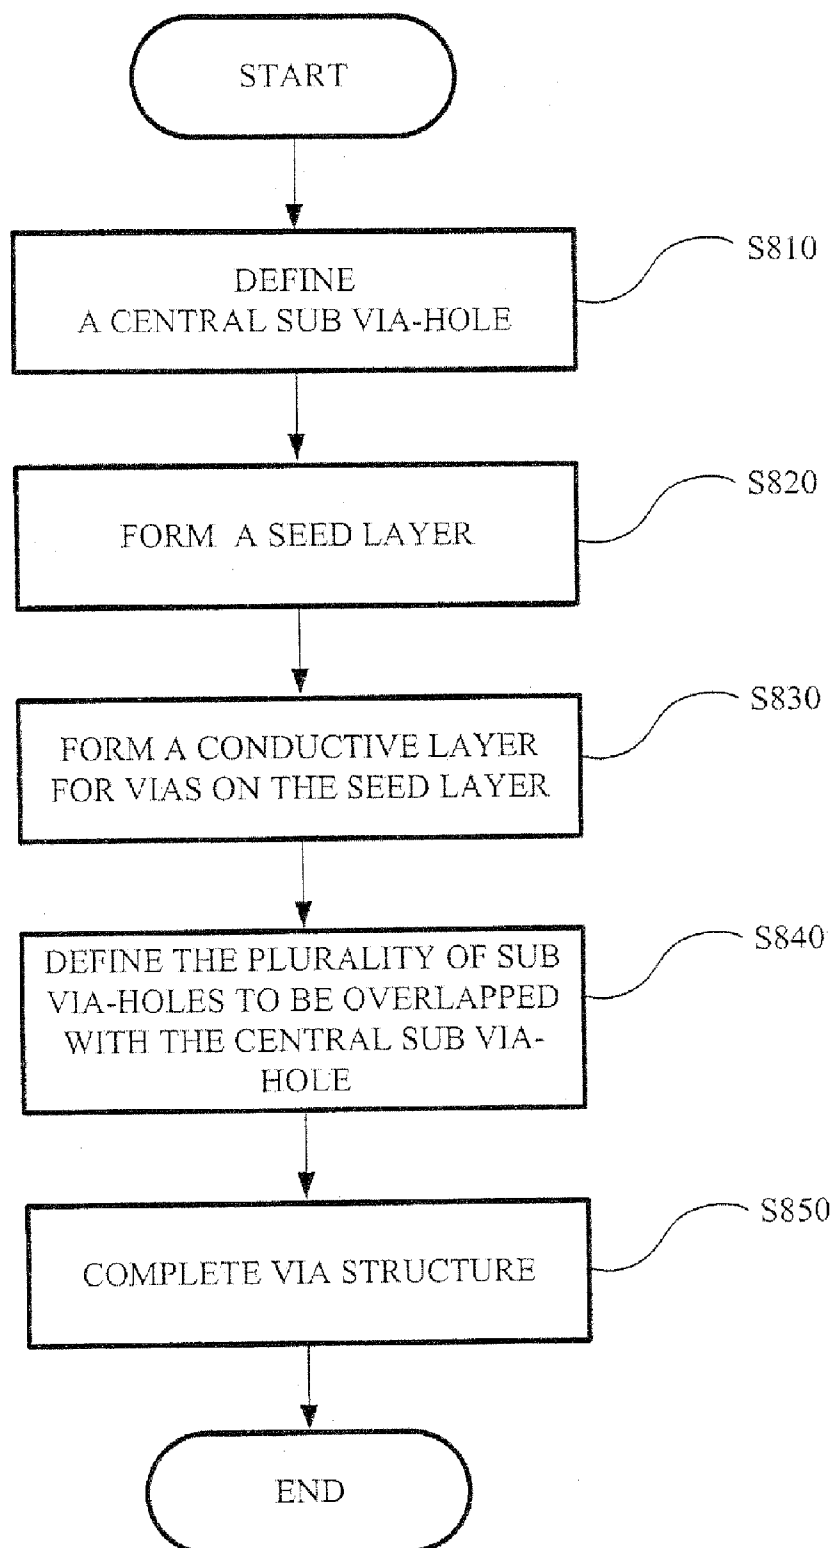 START
S810
DEFINE
A CENTRAL SUB VIA-HOLE
S820
FORM A SEED LAYER
S830
FORM A CONDUCTIVE LAYER
FOR VIAS ON THE SEED LAYER
S840
DEFINE THE PLURALITY OF SUB
VIA-HOLES TO BE OVERLAPPED
WITH THE CENTRAL SUB VIA-
HOLE
S850
COMPLETE VIA STRUCTURE
END